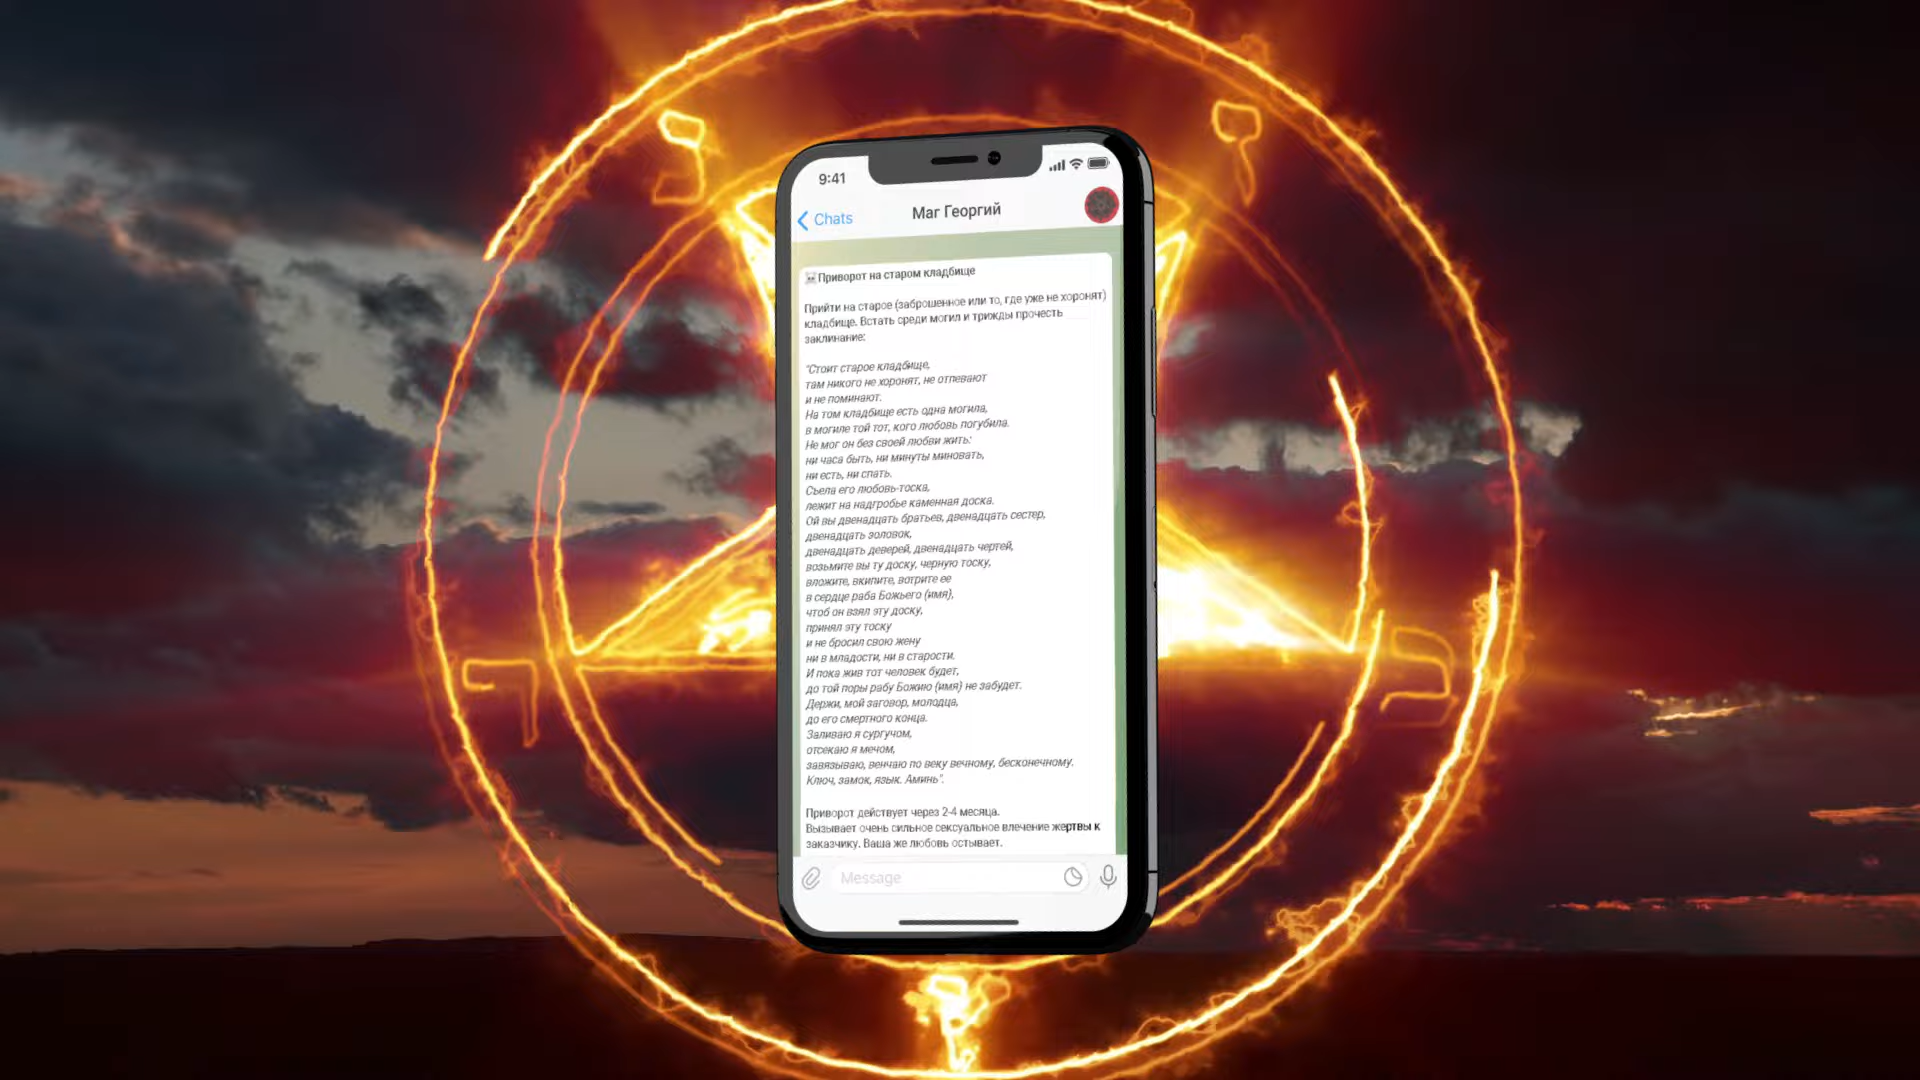 9:41
Chats
Маг Георгий
Приворот на старом кладбище
Прийти на старое (заброшенное или то, где уже не хоронят)
кладбище. Встать среди могил и трижды прочесть
заклинание:
"Стоит старое кладбище,
там никого не хоронят, не отпевают
и не поминают.
На том кладбище есть одна могила,
в могиле той тот, кого любовь погубила.
Не мог он без своей любви жить:
ни часа быть, ни минуты миновать,
ни есть, ни спать.
Съела его любовь-тоска,
лежит на надгробье каменная доска.
Ой вы двенадцать братьев, двенадцать сестер,
двенадцать золовок,
двенадцать деверей, двенадцать чертей,
возьмите вы ту доску, черную тоску,
вложите, вкипите, вотрите ее
в сердце раба Божьего (имя),
чтоб он взял эту доску,
принял эту тоску
и не бросил свою жену
ни в младости, ни в старости.
И пока жив тот человек будет,
до той поры рабу Божию (имя) не забудет.
Держи, мой заговор, молодца,
до его смертного конца.
Заливаю я сургучом,
отсекаю я мечом,
завязываю, венчаю по веку вечному, бесконечному.
Ключ, замок, язык. Аминь".
Приворот действует через 2-4 месяца.
Вызывает очень сильное сексуальное влечение жертвы к
заказчику. Ваша же любовь остывает.
Message
ר
ו
ך
כ